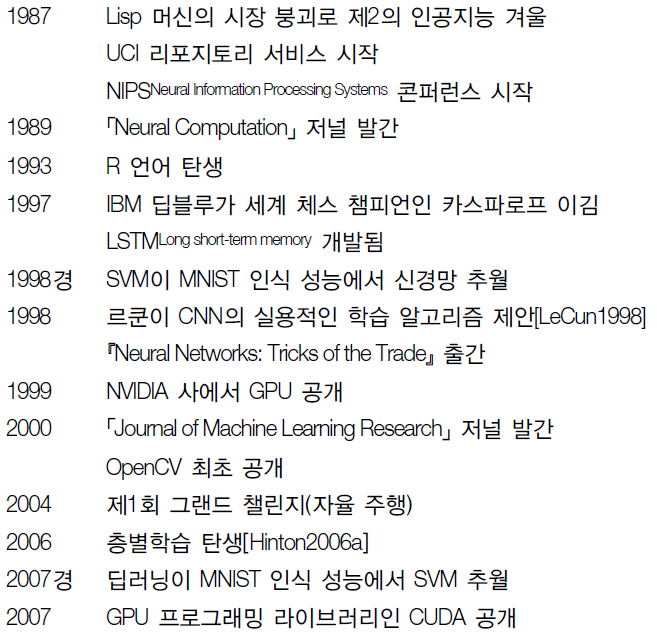 1987 Lisp 머신의 시장 붕괴로 제2의 인공지능 겨울
UCI 리포지토리 서비스 시작
NIPSNeural Information Processing Systems 콘퍼런스 시작
1989 「Neural Computation」 저널 발간
1993 R 언어 탄생
1997 IBM 딥블루가 세계 체스 챔피언인 카스파로프 이김
LSTMLong short-term memory 개발됨
1998경 SVM이 MNIST 인식 성능에서 신경망 추월
1998 르쿤이 CNN의 실용적인 학습 알고리즘 제안[LeCun1998]
『Neural Networks: Tricks of the Trade』 출간
1999 NVIDIA 사에서 GPU 공개
2000 「Journal of Machine Learning Research」 저널 발간
OpenCV 최초 공개
2004 제1회 그랜드 챌린지(자율 주행)
2006 층별학습 탄생[Hinton2006a]
2007경 딥러닝이 MNIST 인식 성능에서 SVM 추월
2007 GPU 프로그래밍 라이브러리인 CUDA 공개